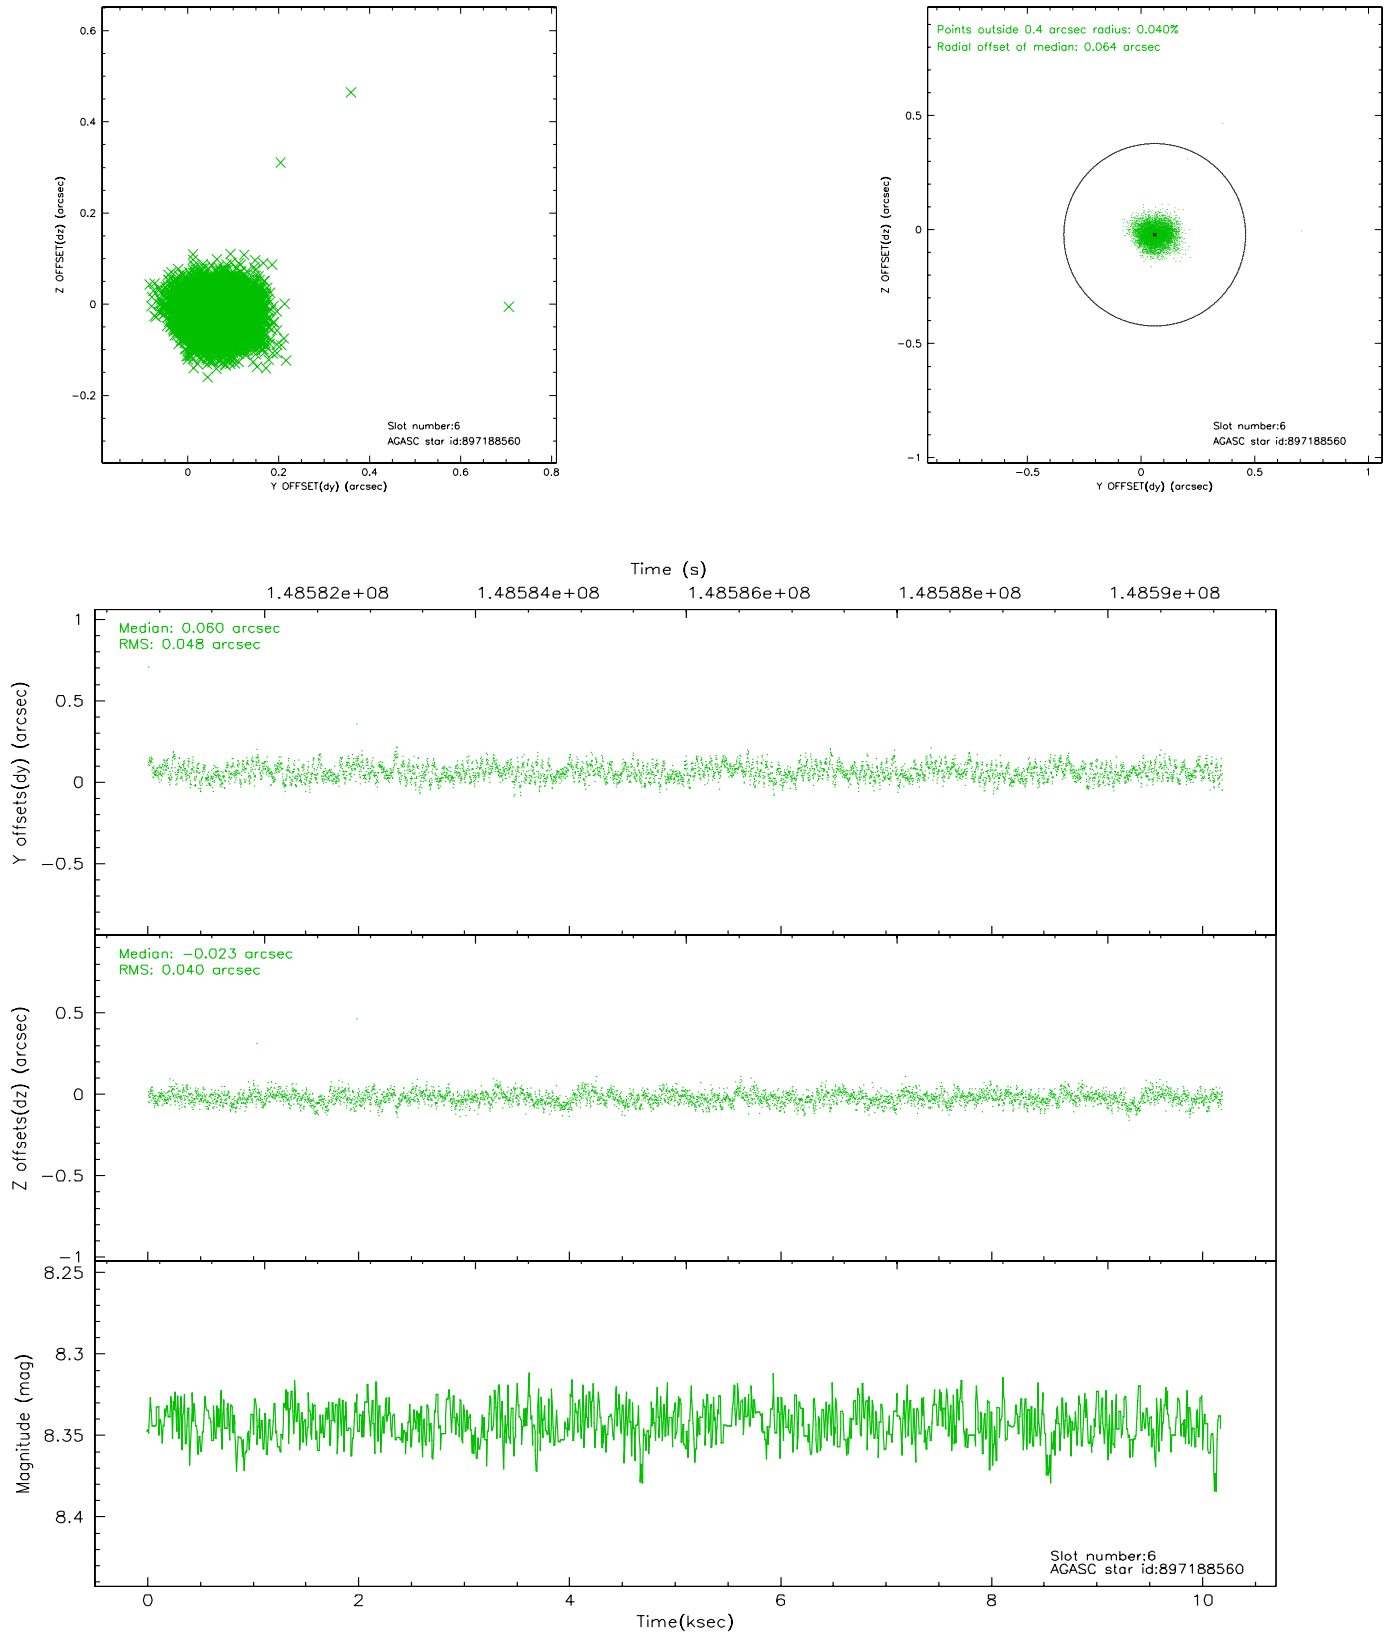 0.6
0.4
0.2
0
−0.2
Z OFFSET(dz) (arcsec)
Slot number:6
AGASC star id:897188560
0 0.2 0.4 0.6 0.8
Y OFFSET(dy) (arcsec)
Points outside 0.4 arcsec radius: 0.040%
Radial offset of median: 0.064 arcsec
0.5
0
−0.5
−1
Z OFFSET(dz) (arcsec)
Slot number:6
AGASC star id:897188560
−0.5 0 0.5 1
Y OFFSET(dy) (arcsec)
Time (s)
1.48582e+08 1.48584e+08 1.48586e+08 1.48588e+08 1.4859e+08
Median: 0.060 arcsec
RMS: 0.048 arcsec
1
0.5
0
−0.5
Y offsets(dy) (arcsec)
Median: −0.023 arcsec
RMS: 0.040 arcsec
0.5
0
−0.5
−1
Z offsets(dz) (arcsec)
8.25
8.3
8.35
8.4
Magnitude (mag)
Slot number:6
AGASC star id:897188560
0 2 4 6 8 10
Time(ksec)